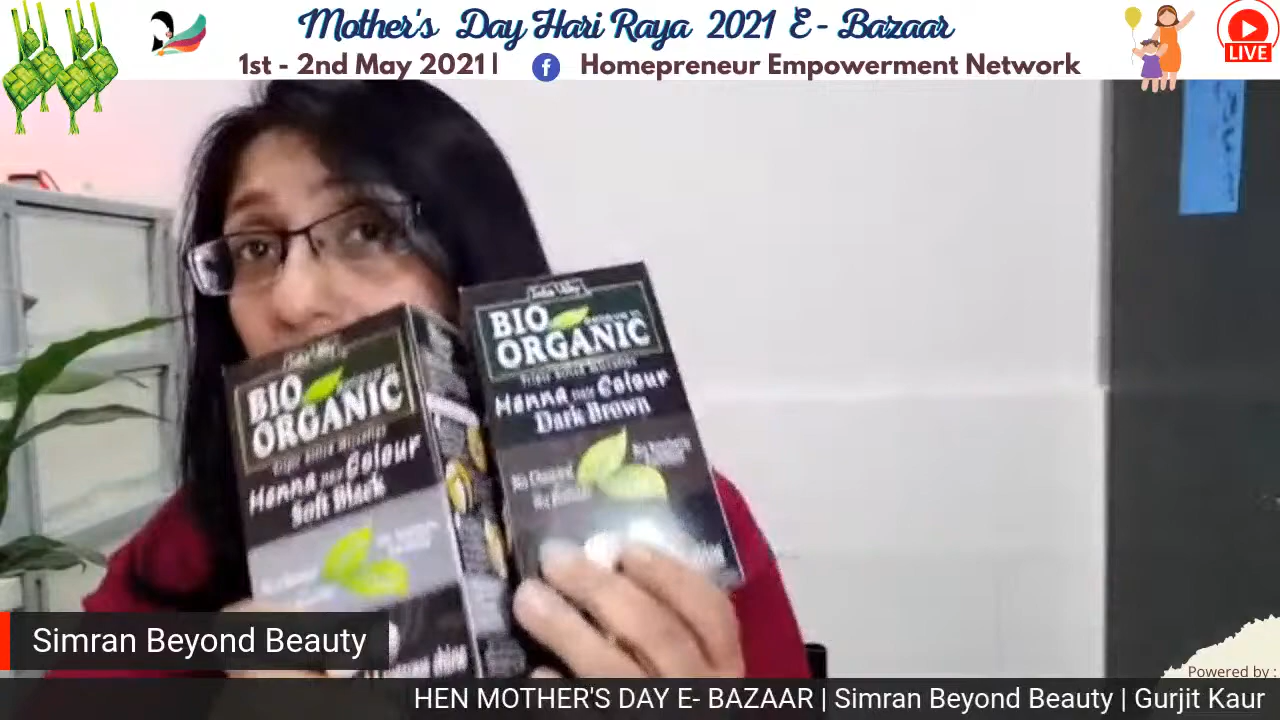 Mother's Day Hari Raya 2021 E - Bazaar
1st - 2nd May 2021 | f Homepreneur Empowerment Network
LIVE
BIO
ORGANIC
Henna Colour
Soft Black
BIO
ORGANIC
Henna Colour
Dark Brown
No Chemical
Simran Beyond Beauty
Powered by :
HEN MOTHER'S DAY E- BAZAAR | Simran Beyond Beauty | Gurjit Kaur